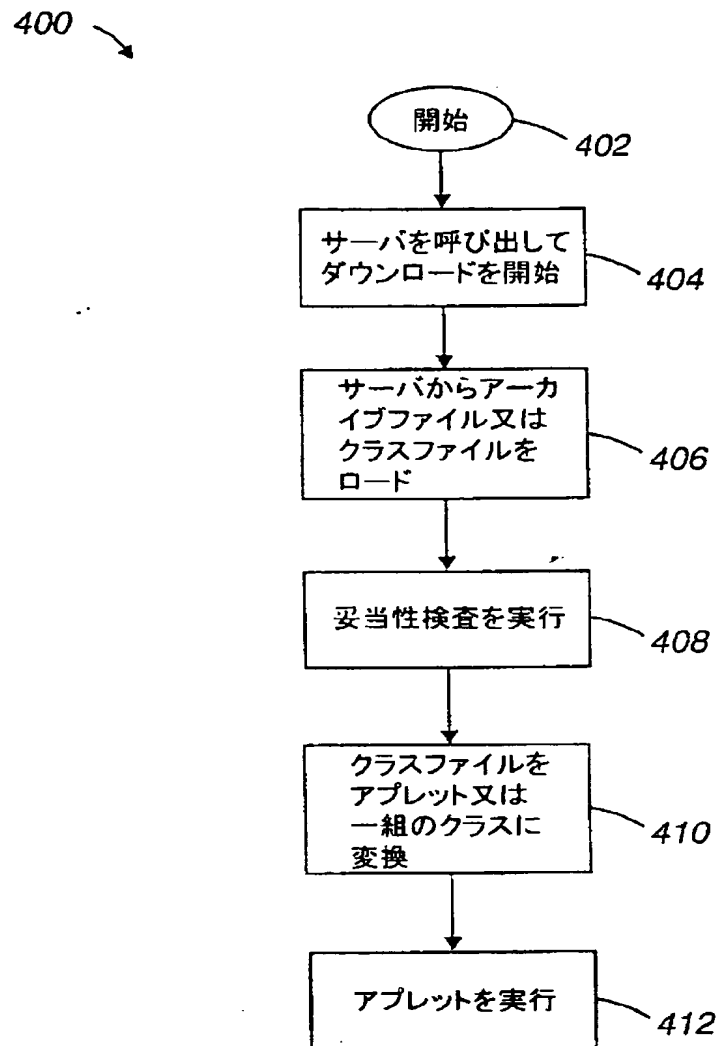 400
開始
402
サーバを呼び出して
ダウンロードを開始
404
サーバからアーカ
イブファイル又は
クラスファイルを
ロード
406
妥当性検査を実行
408
クラスファイルを
アプレット又は
一組のクラスに
変換
410
アプレットを実行
412